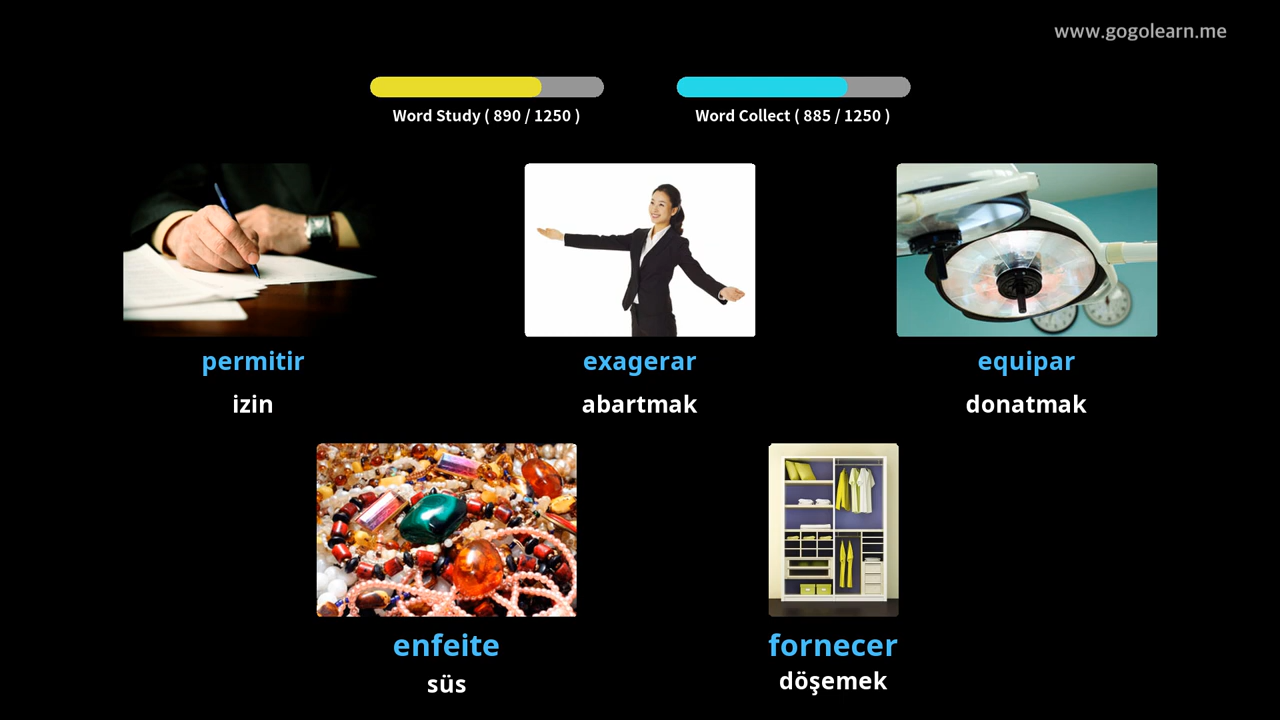 www.gogolearn.me
Word Study ( 890 / 1250 )
Word Collect ( 885 / 1250 )
permitir
izin
exagerar
abartmak
equipar
donatmak
enfeite
süs
fornecer
döşemek